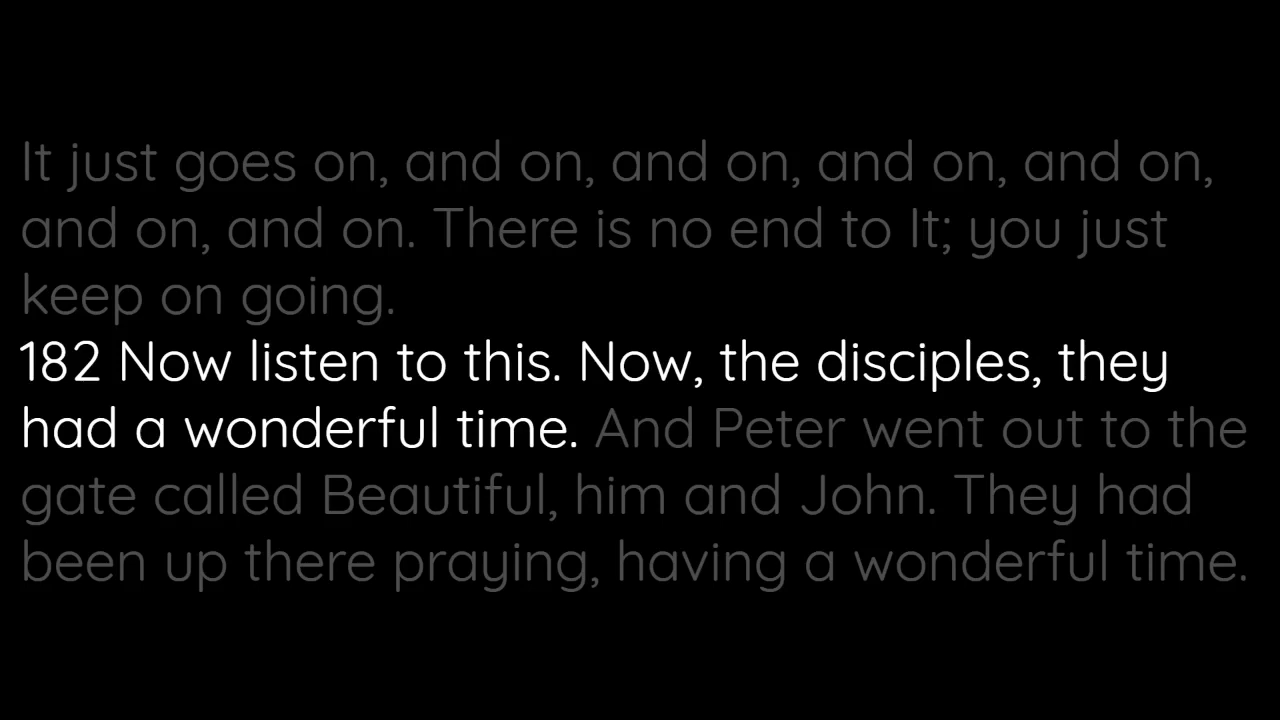 It just goes on, and on, and on, and on, and on,
and on, and on. There is no end to It; you just
keep on going.
182 Now listen to this. Now, the disciples, they
had a wonderful time. And Peter went out to the
gate called Beautiful, him and John. They had
been up there praying, having a wonderful time.